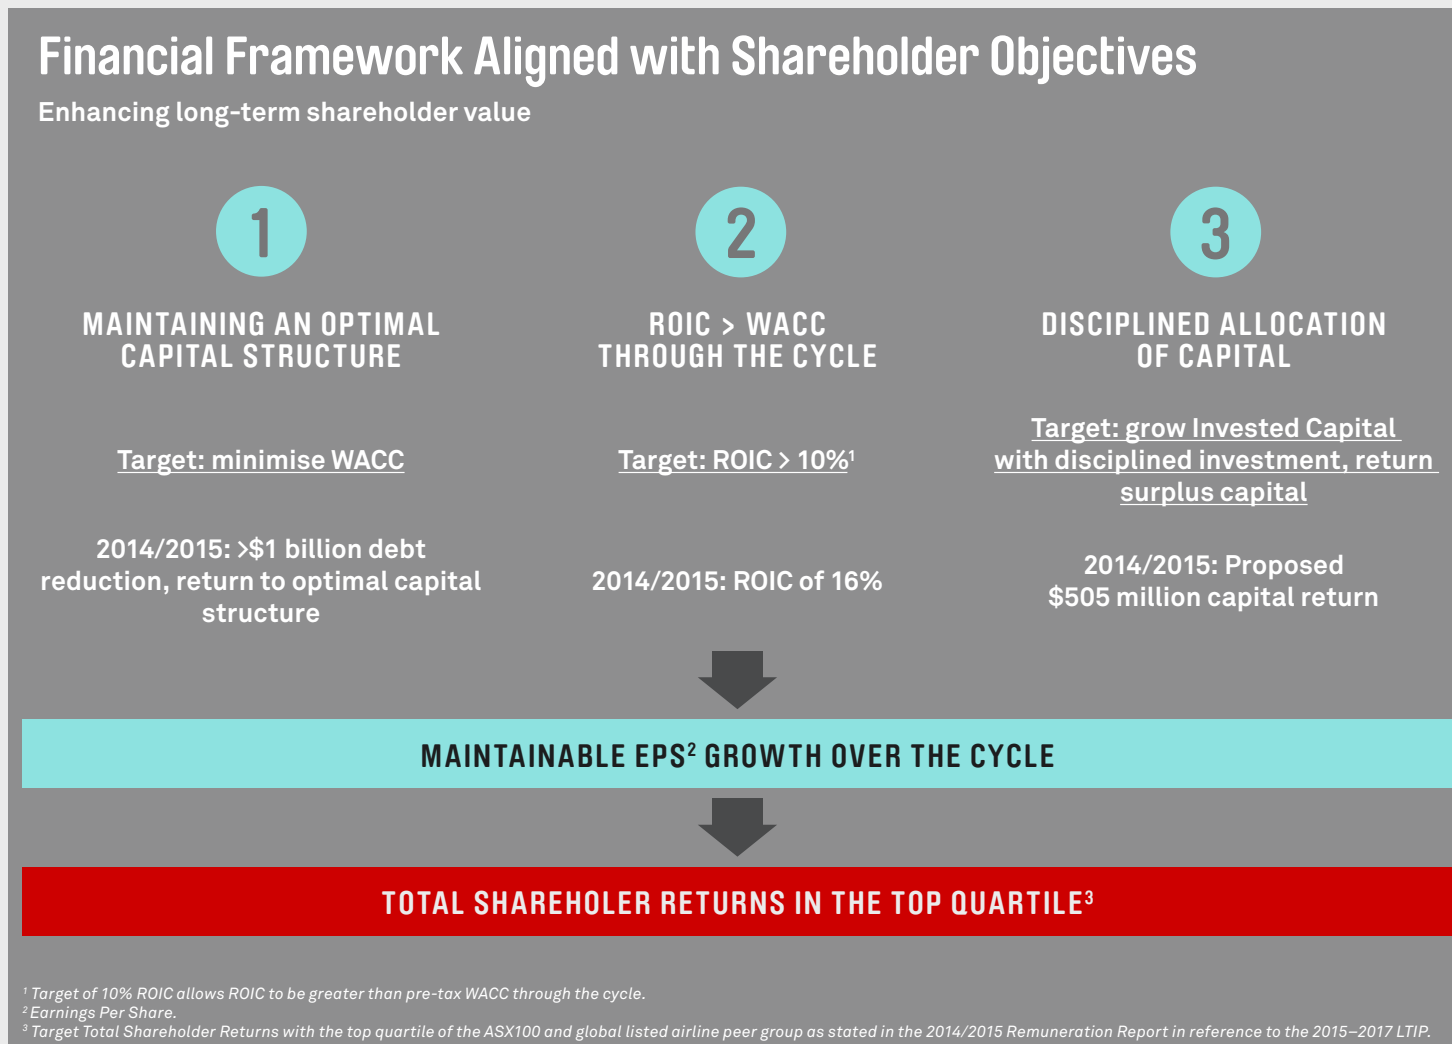 Financial Framework Aligned with Shareholder Objectives
Enhancing long-term shareholder value
1
MAINTAINING AN OPTIMAL
CAPITAL STRUCTURE
Target: minimise WACC
2014/2015: >$1 billion debt
reduction, return to optimal capital
structure
2
ROIC > WACC
THROUGH THE CYCLE
Target: ROIC > 10%¹
2014/2015: ROIC of 16%
3
DISCIPLINED ALLOCATION
OF CAPITAL
Target: grow Invested Capital
with disciplined investment, return
surplus capital
2014/2015: Proposed
$505 million capital return
MAINTAINABLE EPS² GROWTH OVER THE CYCLE
TOTAL SHAREHOLER RETURNS IN THE TOP QUARTILE³
¹ Target of 10% ROIC allows ROIC to be greater than pre-tax WACC through the cycle.
² Earnings Per Share.
³ Target Total Shareholder Returns with the top quartile of the ASX100 and global listed airline peer group as stated in the 2014/2015 Remuneration Report in reference to the 2015–2017 LTIP.